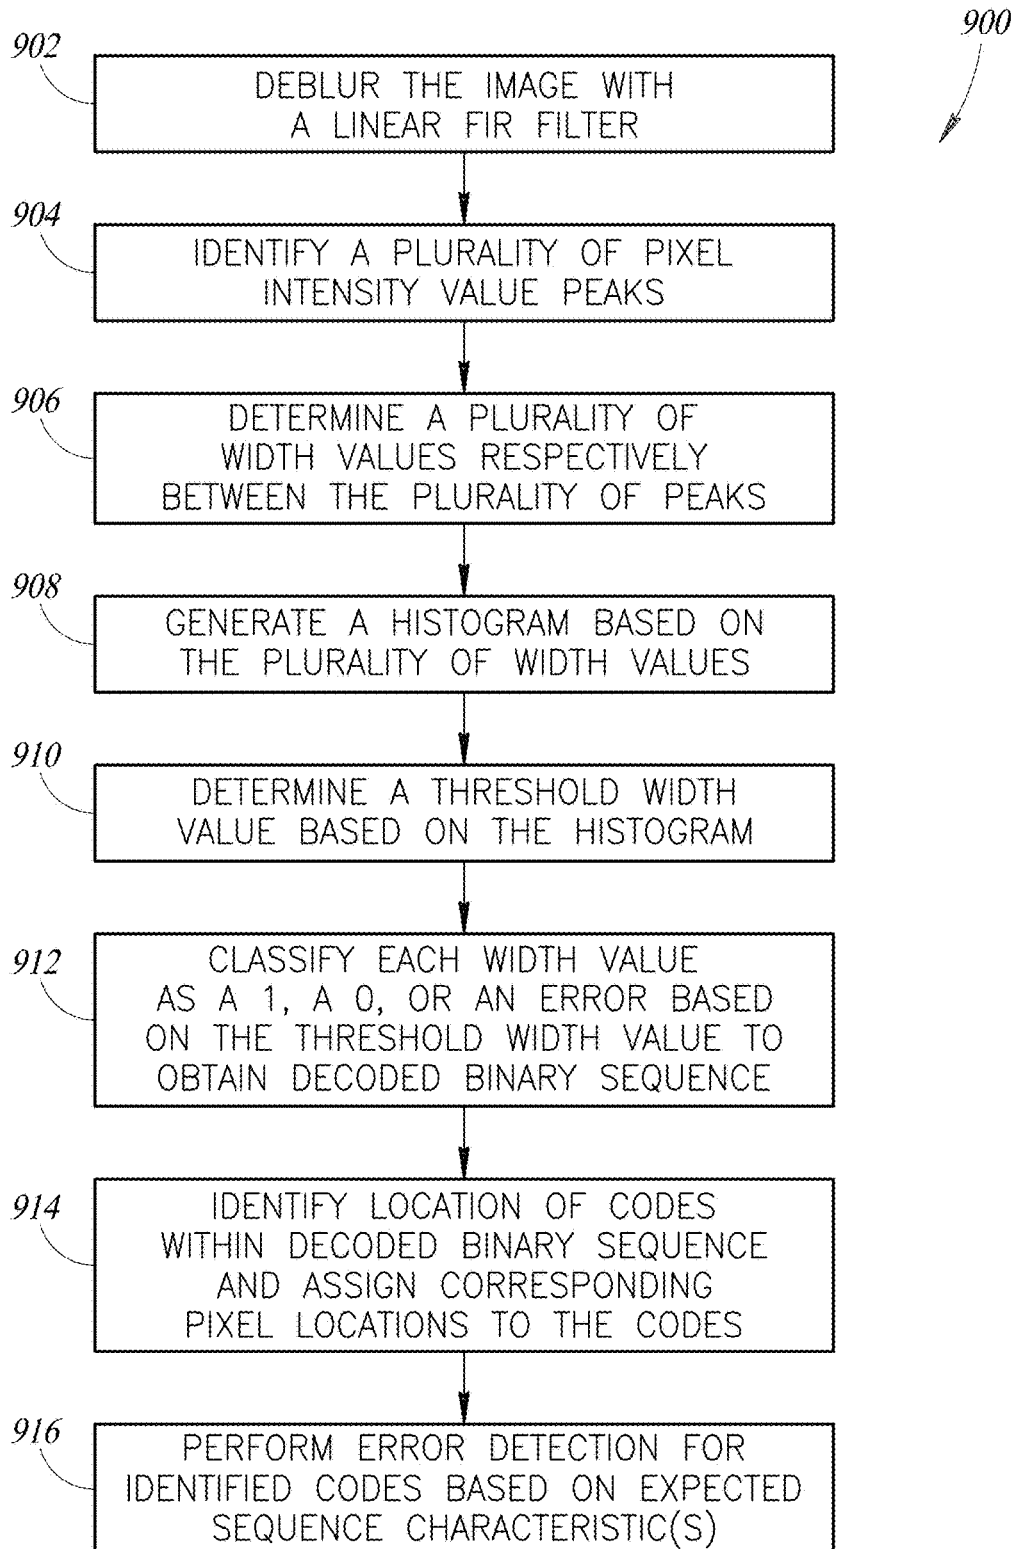 900
902
DEBLUR THE IMAGE WITH
A LINEAR FIR FILTER
904
IDENTIFY A PLURALITY OF PIXEL
INTENSITY VALUE PEAKS
906
DETERMINE A PLURALITY OF
WIDTH VALUES RESPECTIVELY
BETWEEN THE PLURALITY OF PEAKS
908
GENERATE A HISTOGRAM BASED ON
THE PLURALITY OF WIDTH VALUES
910
DETERMINE A THRESHOLD WIDTH
VALUE BASED ON THE HISTOGRAM
912
CLASSIFY EACH WIDTH VALUE
AS A 1, A 0, OR AN ERROR BASED
ON THE THRESHOLD WIDTH VALUE TO
OBTAIN DECODED BINARY SEQUENCE
914
IDENTIFY LOCATION OF CODES
WITHIN DECODED BINARY SEQUENCE
AND ASSIGN CORRESPONDING
PIXEL LOCATIONS TO THE CODES
916
PERFORM ERROR DETECTION FOR
IDENTIFIED CODES BASED ON EXPECTED
SEQUENCE CHARACTERISTIC(S)